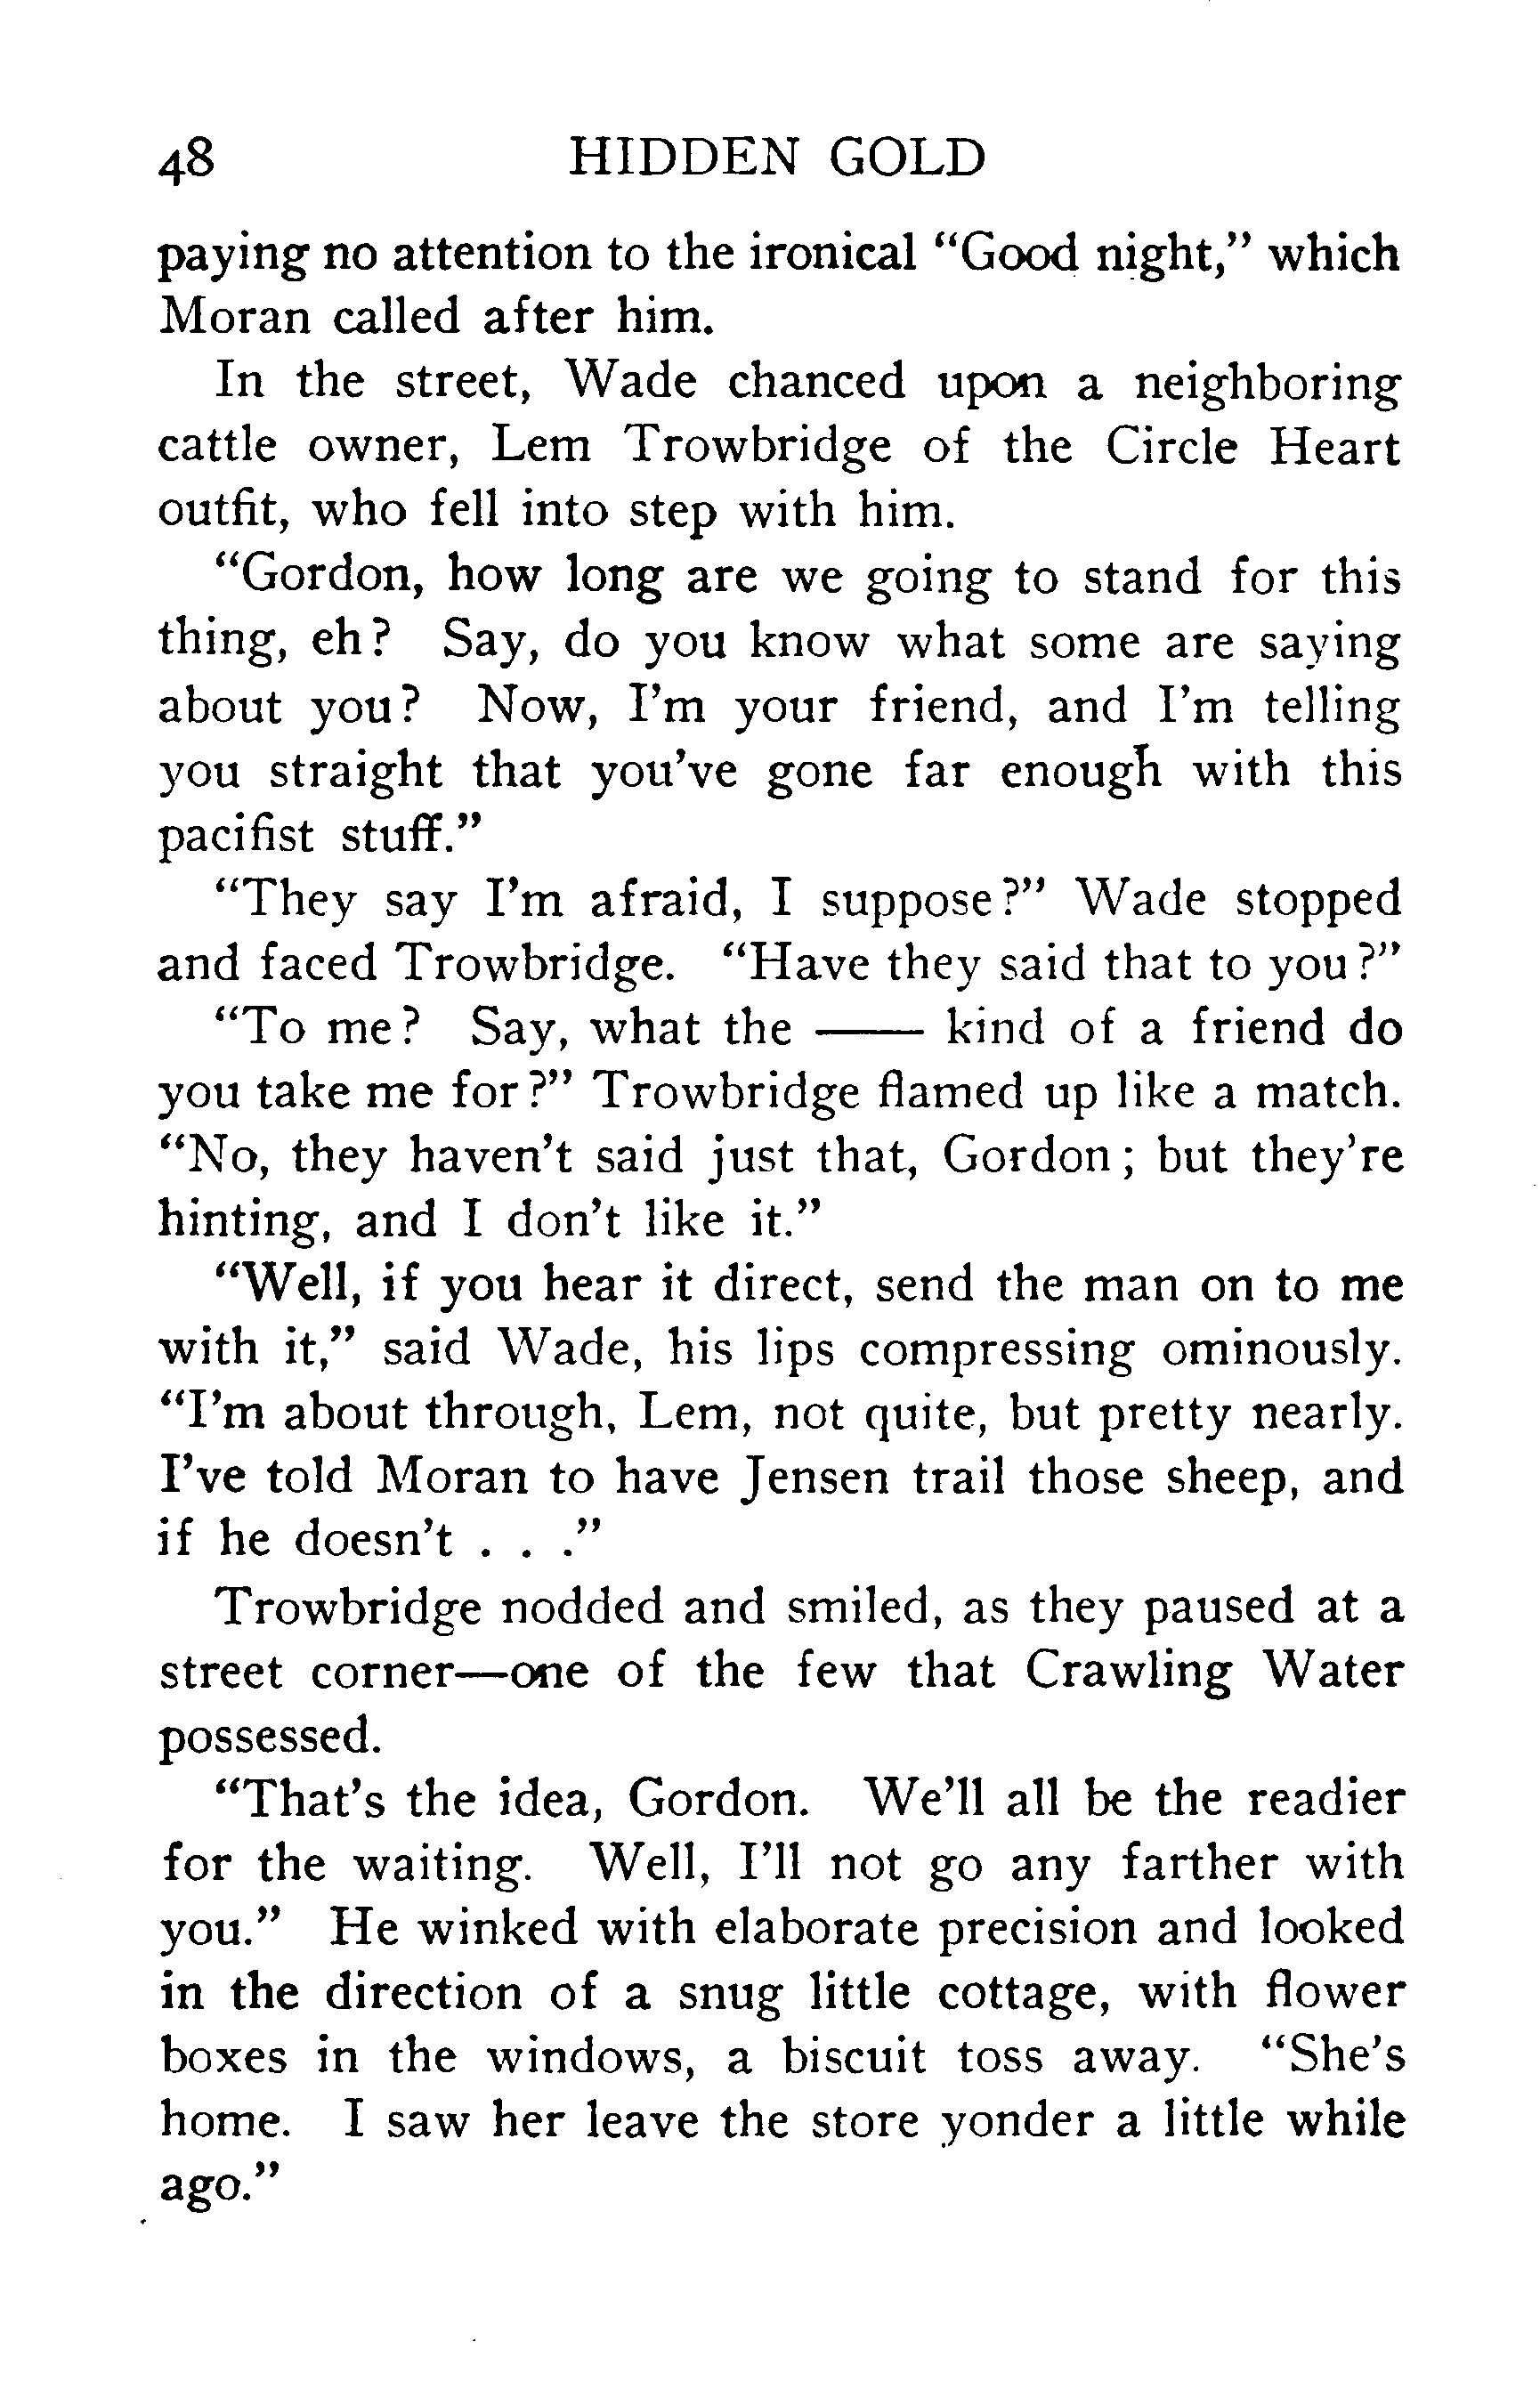 48 HIDDEN GOLD
paying no attention to the ironical "Good night," which
Moran called after him.
In the street, Wade chanced upon a neighboring
cattle owner, Lem Trowbridge of the Circle Heart
outfit, who fell into step with him.
"Gordon, how long are we going to stand for this
thing, eh? Say, do you know what some are saying
about you? Now, I'm your friend, and I'm telling
you straight that you've gone far enough with this
pacifist stuff."
"They say I'm afraid, I suppose?" Wade stopped
and faced Trowbridge. "Have they said that to you?"
"To me? Say, what the —— kind of a friend do
you take me for?" Trowbridge flamed up like a match.
"No, they haven't said just that, Gordon; but they're
hinting, and I don't like it."
"Well, if you hear it direct, send the man on to me
with it," said Wade, his lips compressing ominously.
"I'm about through, Lem, not quite, but pretty nearly.
I've told Moran to have Jensen trail those sheep, and
if he doesn't . . ."
Trowbridge nodded and smiled, as they paused at a
street corner—one of the few that Crawling Water
possessed.
"That's the idea, Gordon. We'll all be the readier
for the waiting. Well, I'll not go any farther with
you." He winked with elaborate precision and looked
in the direction of a snug little cottage, with flower
boxes in the windows, a biscuit toss away. "She's
home. I saw her leave the store yonder a little while
ago."